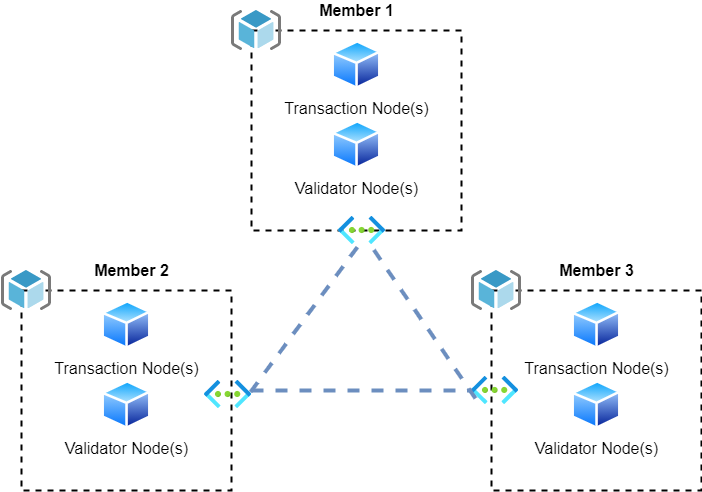 Member 1
Transaction Node(s)
Validator Node(s)
Member 2
Transaction Node(s)
Validator Node(s)
Member 3
Transaction Node(s)
Validator Node(s)